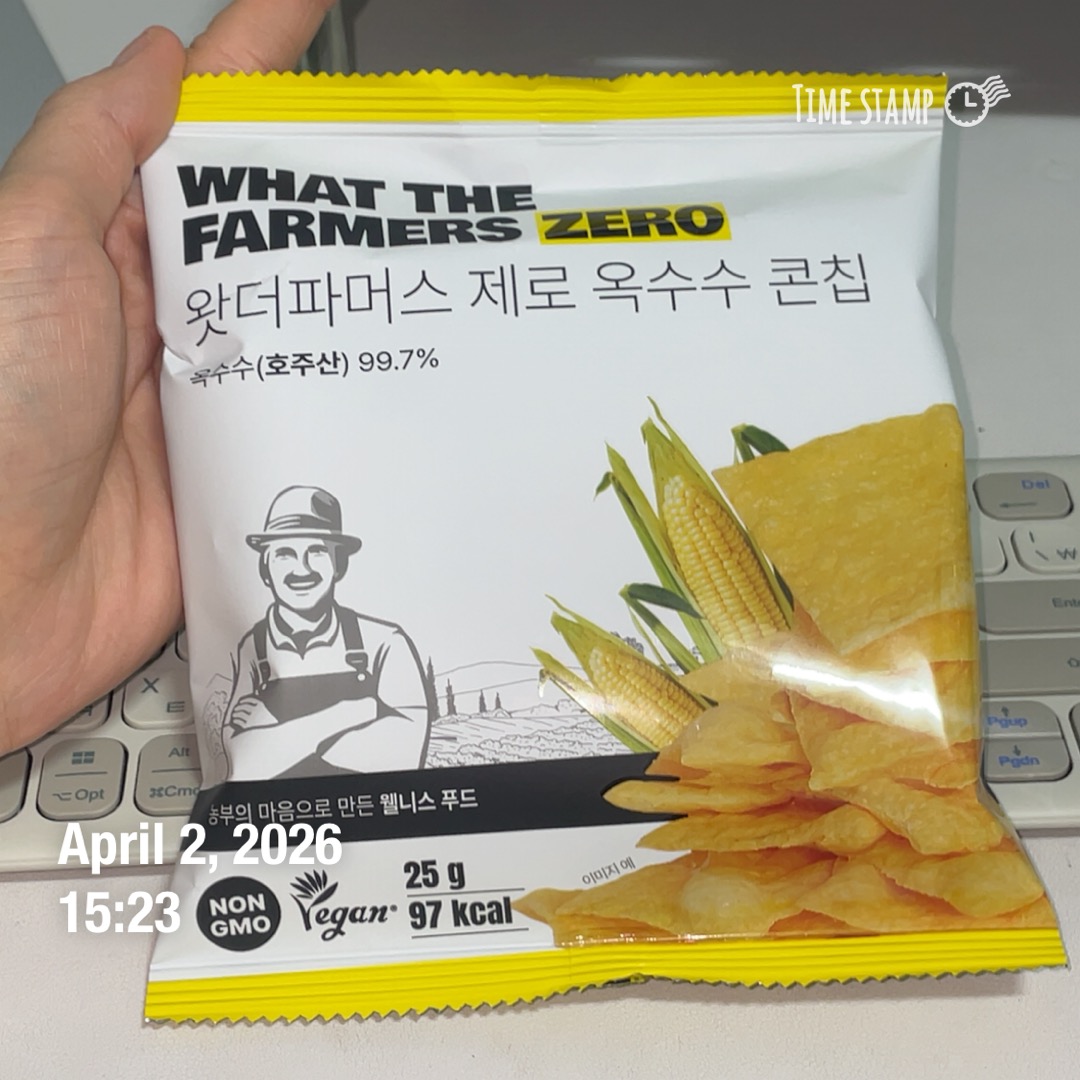 TIME STAMP
WHAT THE
FARMERS ZERO
왓더파머스 제로 옥수수 콘칩
옥수수(호주산) 99.7%
Del
W
Ente
X
ㅌ
Pgup
Pgdn
Alt
⌥Opt
⌘Cmd
농부의 마음으로 만든 웰니스 푸드
April 2, 2026
15:23
NON
GMO
Vegan
25 g
97 kcal
이미지 예